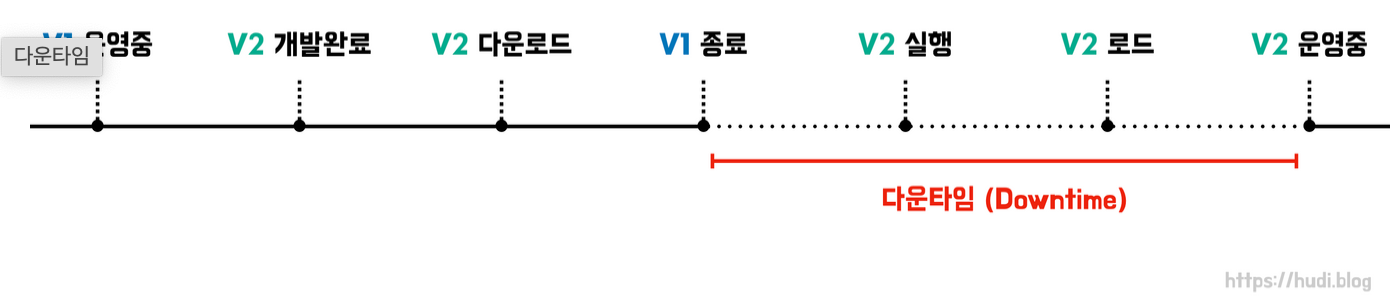 V1 운영중
다운타임
V2 개발완료
V2 다운로드
V1 종료
V2 실행
V2 로드
V2 운영중
다운타임 (Downtime)
https://hudi.blog